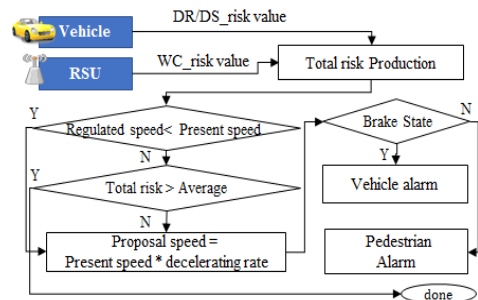 DR/DS_risk value
Vehicle
WC_risk value
RSU
Total risk Production
Y
Regulated speed< Present speed
N
Brake State
N
Y
Y
Total risk > Average
Vehicle alarm
N
Proposal speed =
Present speed * decelerating rate
Pedestrian
Alarm
done